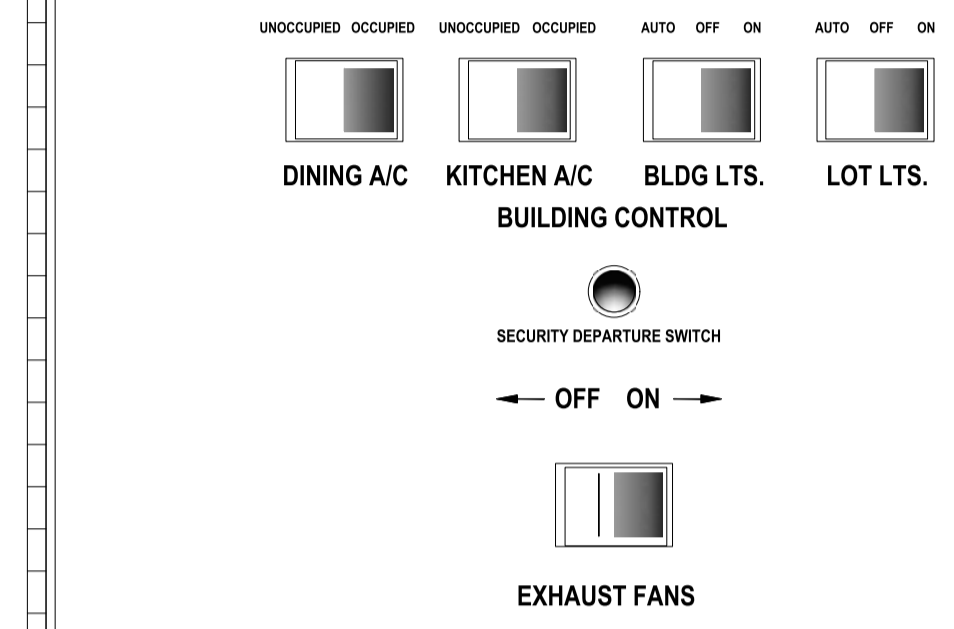 UNOCCUPIED OCCUPIED UNOCCUPIED OCCUPIED AUTO OFF ON AUTO OFF ON
DINING A/C KITCHEN A/C BLDG LTS. LOT LTS.
BUILDING CONTROL
SECURITY DEPARTURE SWITCH
OFF ON
EXHAUST FANS